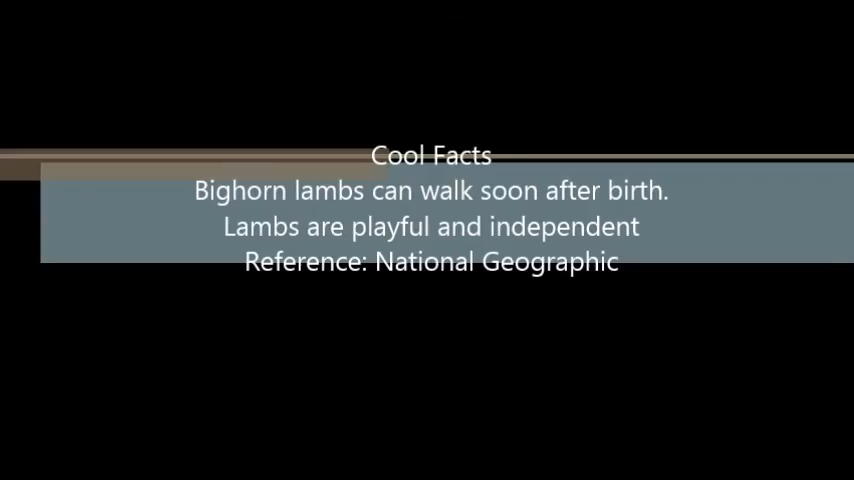 Cool Facts
Bighorn lambs can walk soon after birth.
Lambs are playful and independent
Reference: National Geographic